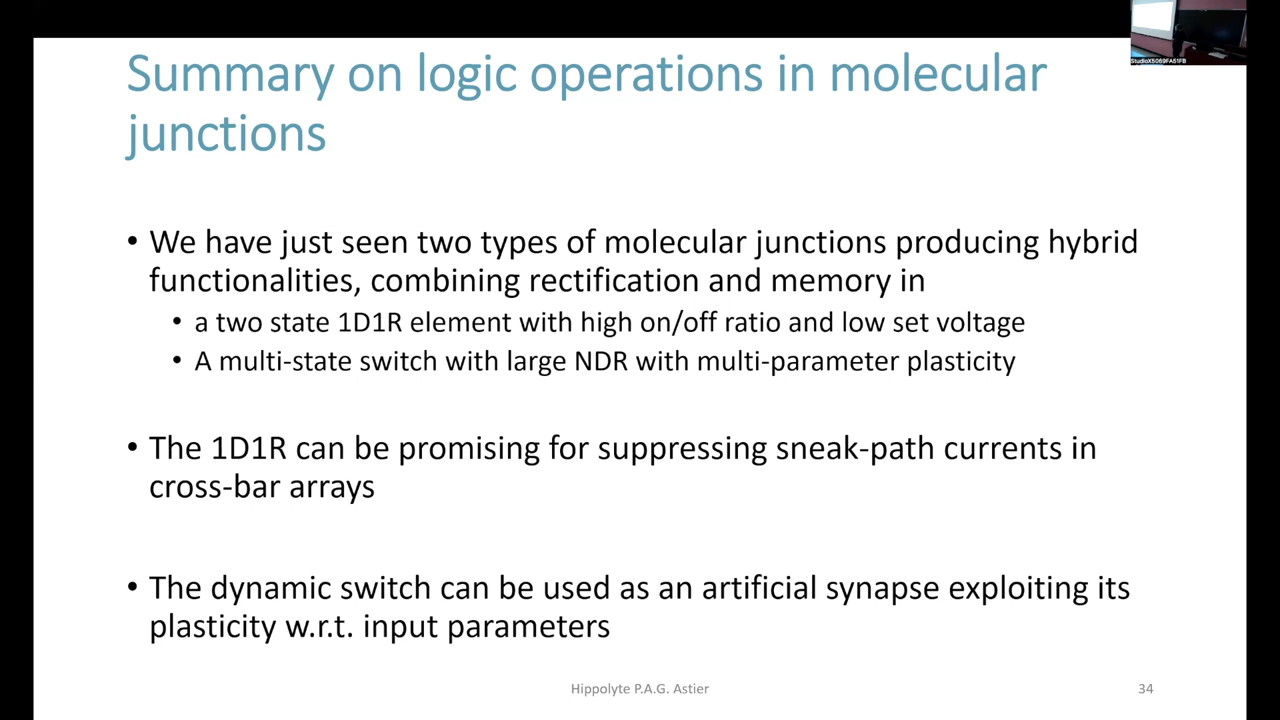 StudioX5069FA51FB
Summary on logic operations in molecular
junctions
• We have just seen two types of molecular junctions producing hybrid
functionalities, combining rectification and memory in
• a two state 1D1R element with high on/off ratio and low set voltage
• A multi-state switch with large NDR with multi-parameter plasticity
• The 1D1R can be promising for suppressing sneak-path currents in
cross-bar arrays
• The dynamic switch can be used as an artificial synapse exploiting its
plasticity w.r.t. input parameters
Hippolyte P.A.G. Astier
34